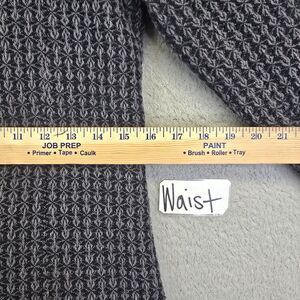 11 12 13 14 15 16 17 18 19 20 21
JOB PREP PAINT
• Primer • Tape • Caulk • Brush • Roller • Tray
Waist